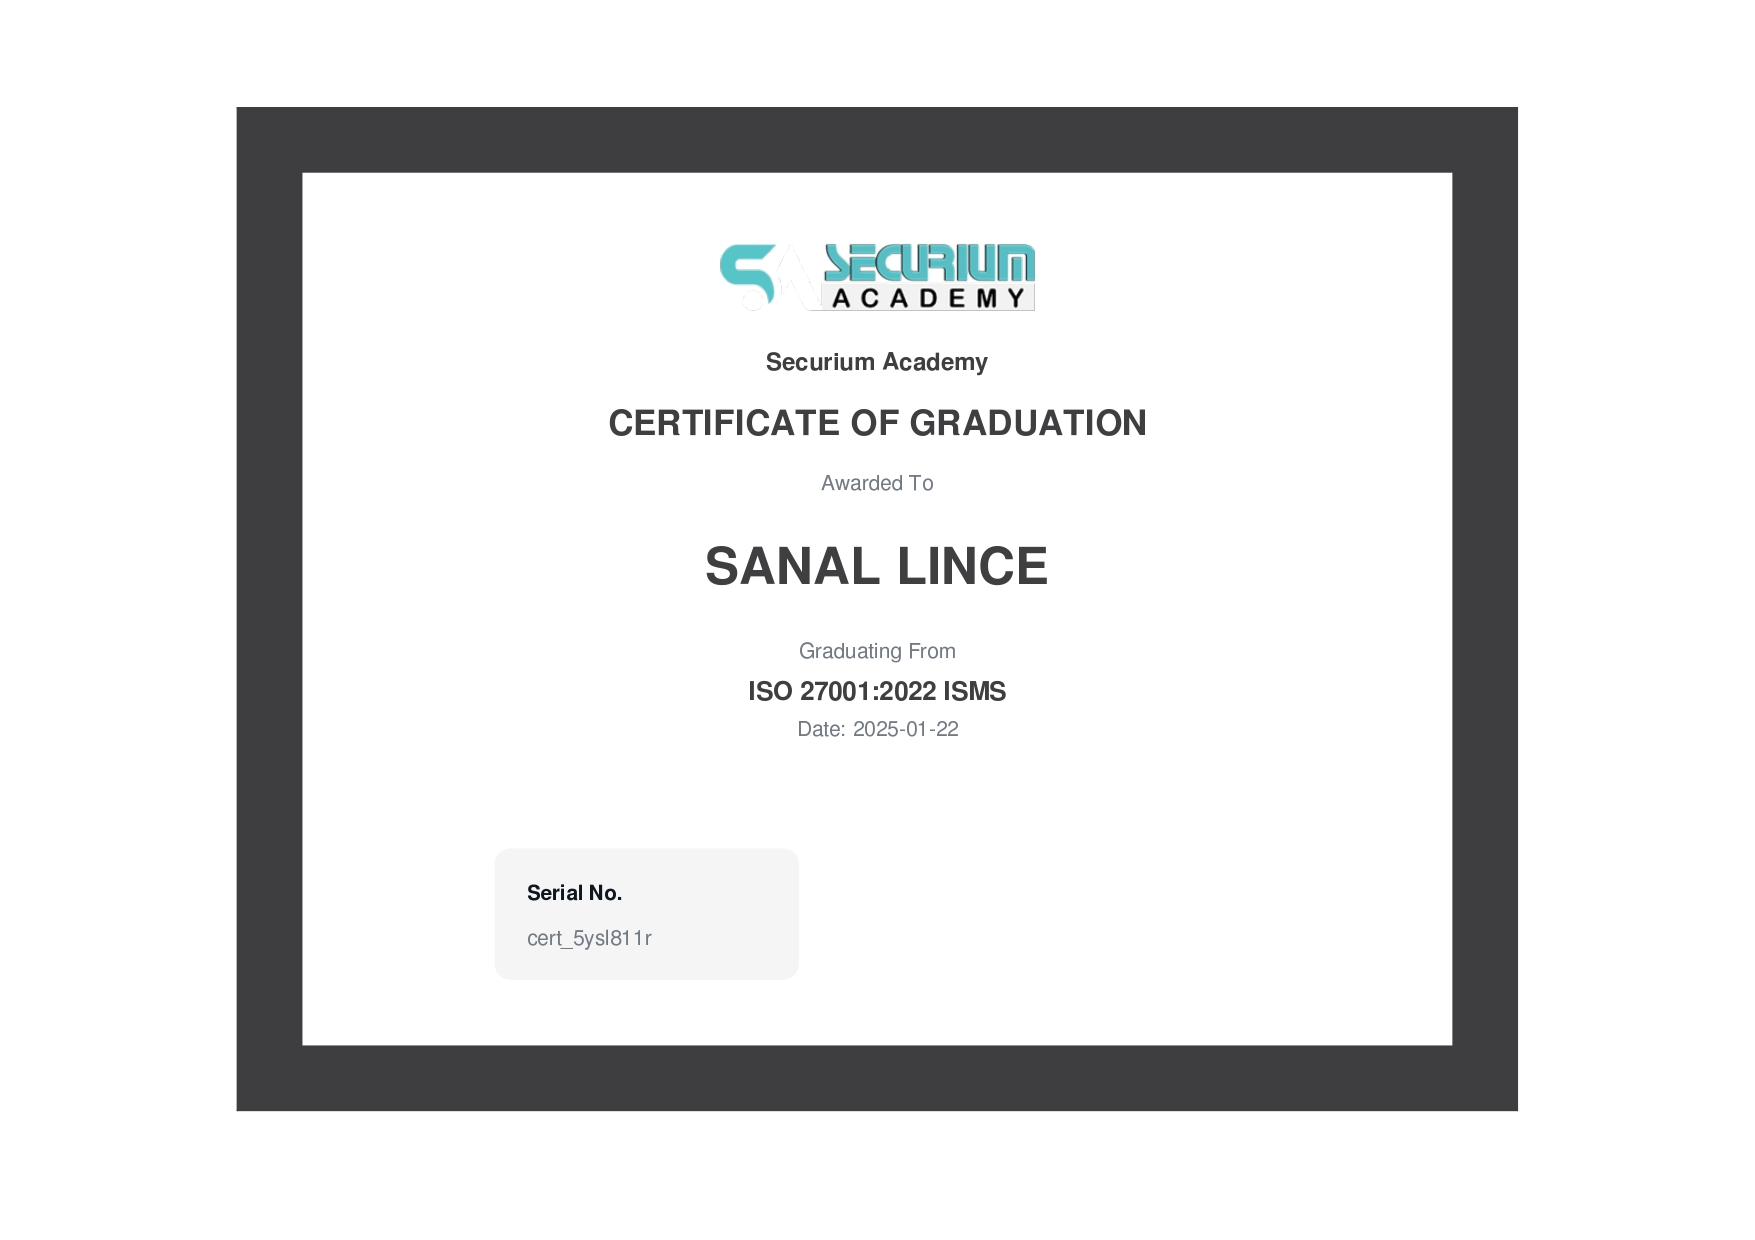 SECURIUM
ACADEMY
Securium Academy
CERTIFICATE OF GRADUATION
Awarded To
SANAL LINCE
Graduating From
ISO 27001:2022 ISMS
Date: 2025-01-22
Serial No.
cert_5ysl811r